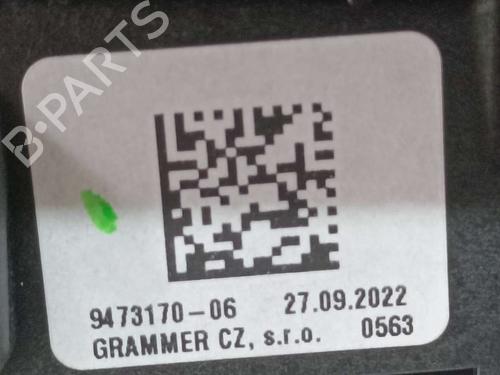 B-PARTS
9473170-06 27.09.2022
GRAMMER CZ, s.r.o. 0563